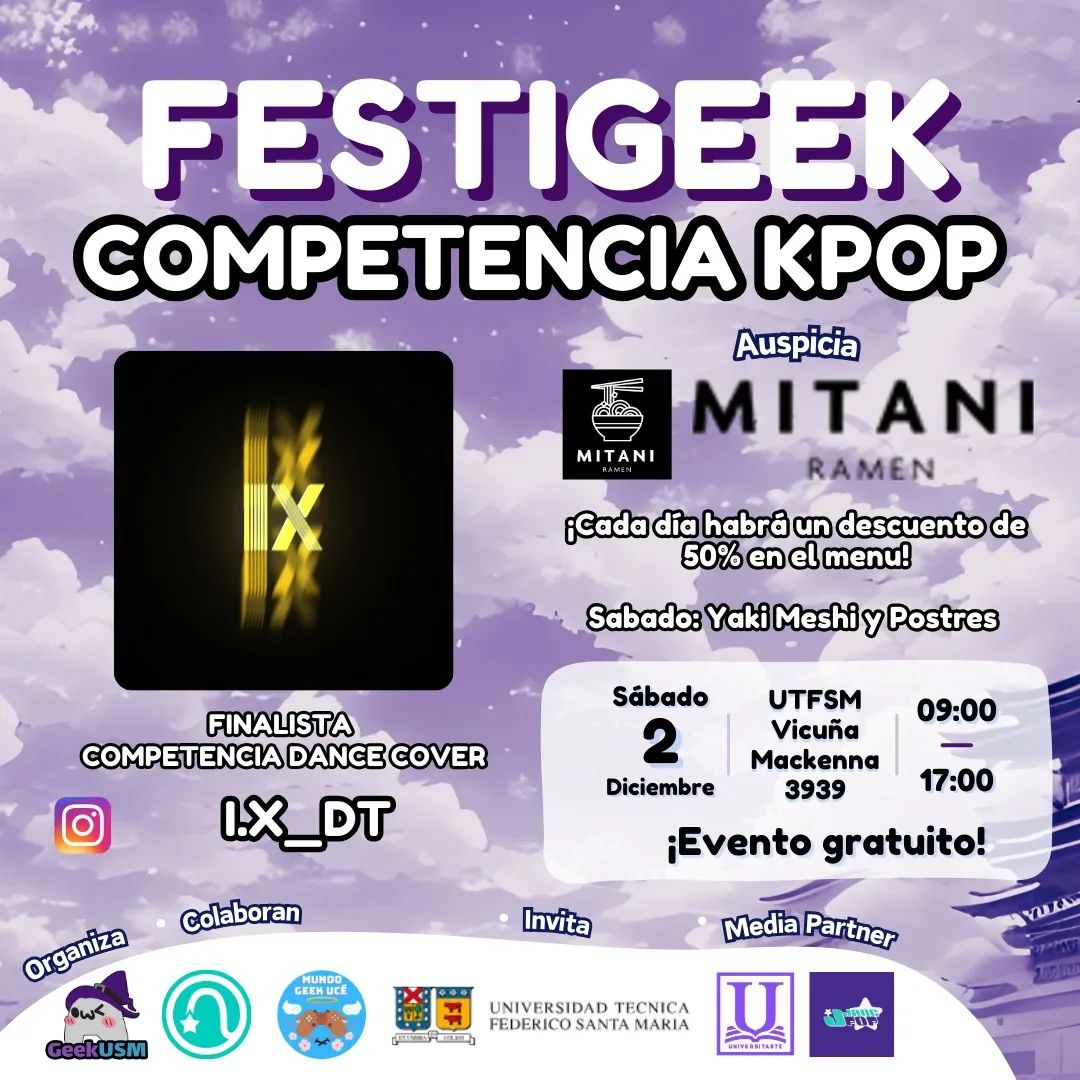 FESTIGEEK
COMPETENCIA KPOP
Auspicia
MITANI
RAMEN
MITANI
RAMEN
¡Cada día habrá un descuento de
50% en el menu!
Sabado: Yaki Meshi y Postres
IX
FINALISTA
COMPETENCIA DANCE COVER
I.X_DT
Sábado
2
Diciembre
UTFSM
Vicuña
Mackenna
3939
09:00
17:00
¡Evento gratuito!
Organiza
Colaboran
Invita
Media Partner
GeekUSM
MUNDO
GEEK UCÉ
UNIVERSIDAD TECNICA
FEDERICO SANTA MARIA
U
UNIVERSITARTE